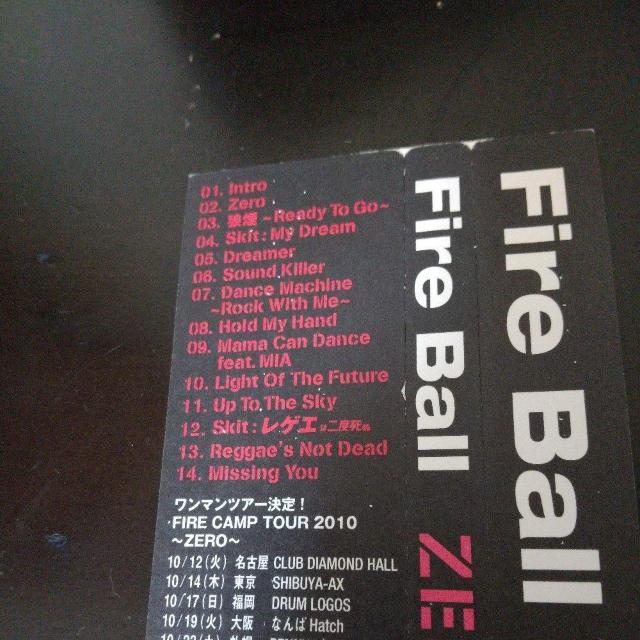 01. Intro
02. Zero
03. 狼煙 ~Ready To Go~
04. Skit : My Dream
05. Dreamer
06. Sound Killer
07. Dance Machine
~Rock With Me~
08. Hold My Hand
09. Mama Can Dance
feat. MIA
10. Light Of The Future
11. Up To The Sky
12. Skit : レゲエは二度死ぬ
13. Reggae's Not Dead
14. Missing You
ワンマンツアー決定！
FIRE CAMP TOUR 2010
~ZERO~
10/12(火) 名古屋 CLUB DIAMOND HALL
10/14(木) 東京 SHIBUYA-AX
10/17(日) 福岡 DRUM LOGOS
10/19(火) 大阪 なんば Hatch
Fire Ball
ZE
Fire Ball